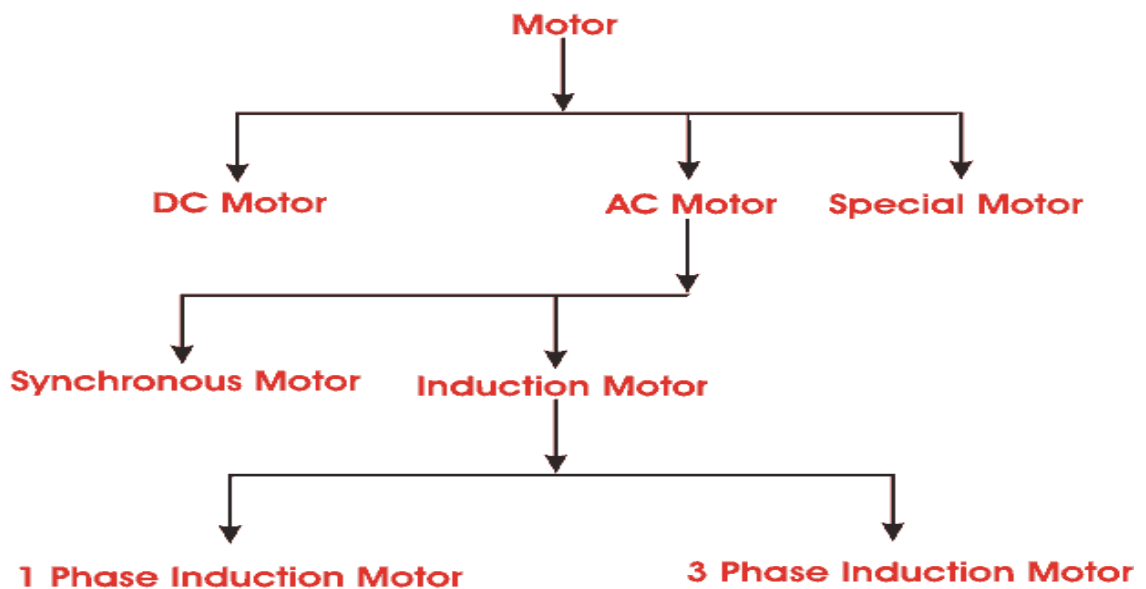 Motor
DC Motor
AC Motor
Special Motor
Synchronous Motor
Induction Motor
1 Phase Induction Motor
3 Phase Induction Motor